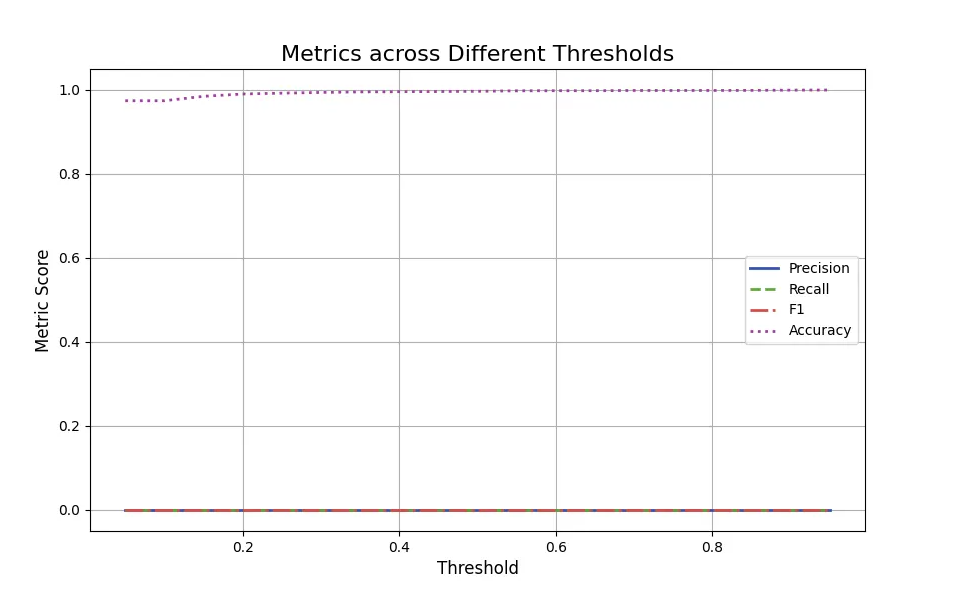 Metrics across Different Thresholds
Metric Score
1.0
0.8
0.6
0.4
0.2
0.0
Precision
Recall
F1
Accuracy
0.2 0.4 0.6 0.8
Threshold